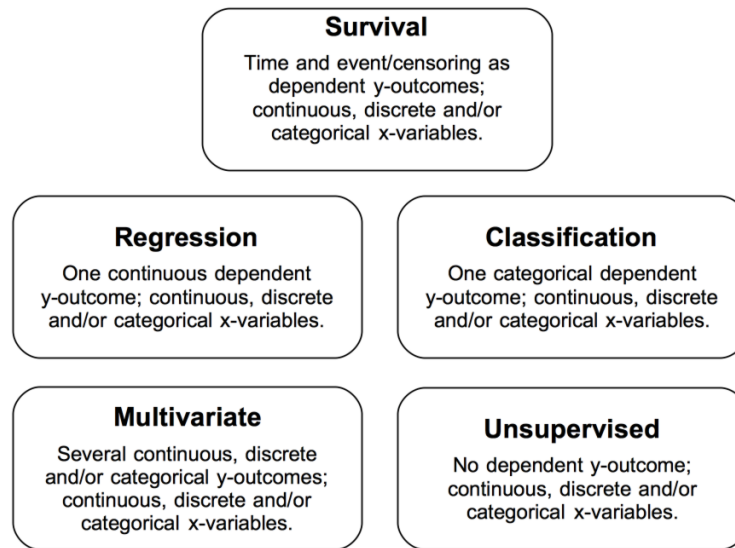 Survival
Time and event/censoring as
dependent y-outcomes;
continuous, discrete and/or
categorical x-variables.
Regression
One continuous dependent
y-outcome; continuous, discrete
and/or categorical x-variables.
Classification
One categorical dependent
y-outcome; continuous, discrete
and/or categorical x-variables.
Multivariate
Several continuous, discrete
and/or categorical y-outcomes;
continuous, discrete and/or
categorical x-variables.
Unsupervised
No dependent y-outcome;
continuous, discrete and/or
categorical x-variables.